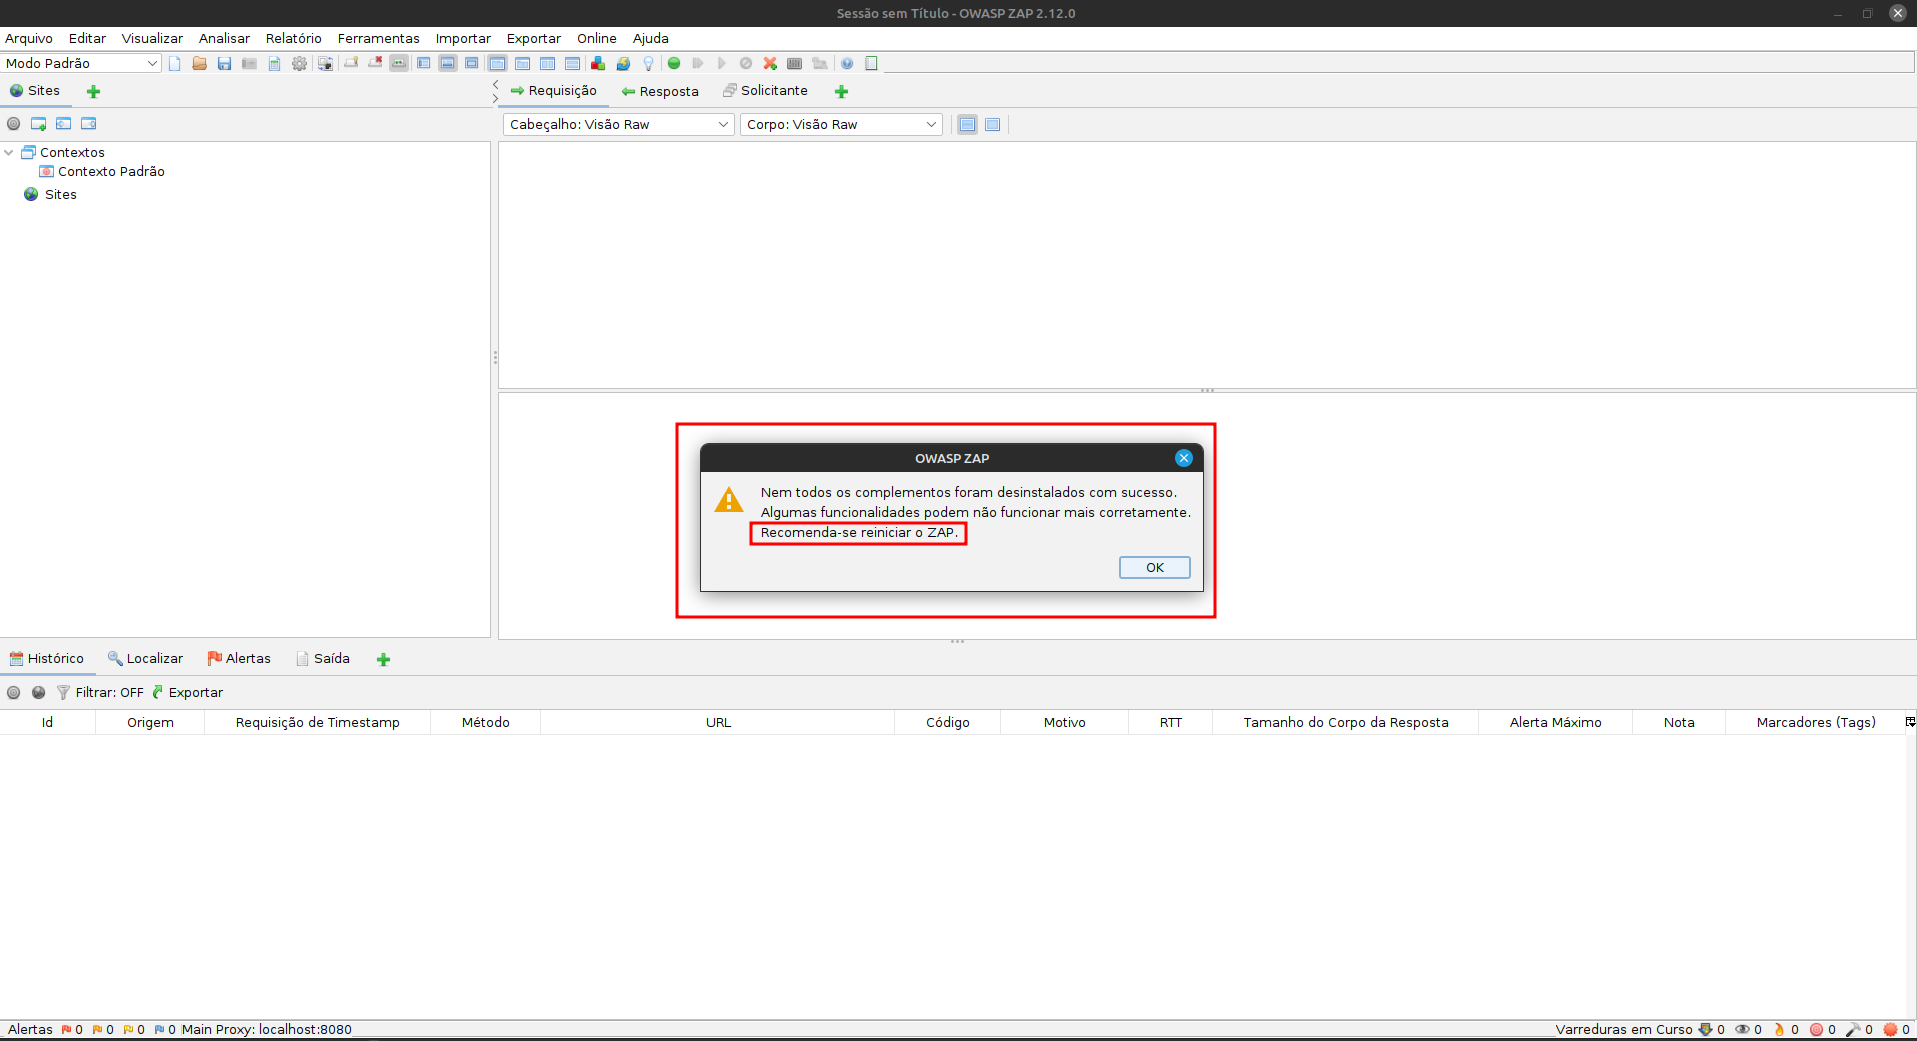 Sessão sem Título - OWASP ZAP 2.12.0
Arquivo Editar Visualizar Analisar Relatório Ferramentas Importar Exportar Online Ajuda
Modo Padrão
Sites
Requisição Resposta Solicitante
Cabeçalho: Visão Raw Corpo: Visão Raw
Contextos
Contexto Padrão
Sites
OWASP ZAP
Nem todos os complementos foram desinstalados com sucesso.
Algumas funcionalidades podem não funcionar mais corretamente.
Recomenda-se reiniciar o ZAP.
OK
Histórico Localizar Alertas Saída
Filtrar: OFF Exportar
Id Origem Requisição de Timestamp Método URL Código Motivo RTT Tamanho do Corpo da Resposta Alerta Máximo Nota Marcadores (Tags)
Alertas 0 0 0 0 Main Proxy: localhost:8080 Varreduras em Curso 0 0 0 0 0 0